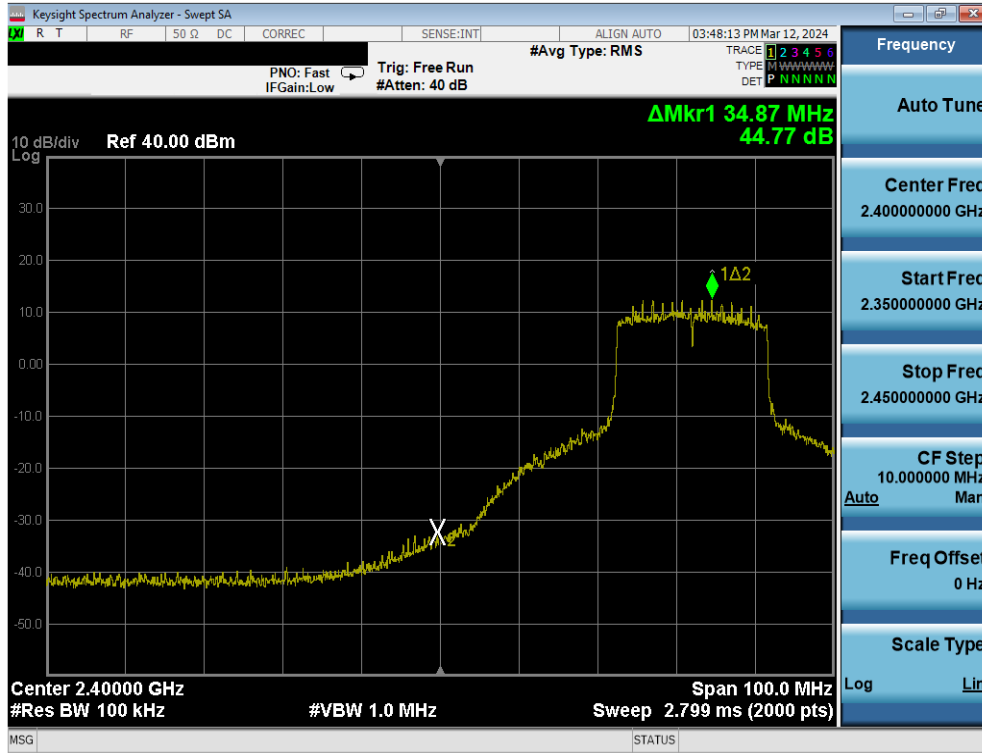 Keysight Spectrum Analyzer - Swept SA
LXI R T RF 50 Ω DC CORREC SENSE:INT ALIGN AUTO 03:48:13 PM Mar 12, 2024
PNO: Fast
IFGain:Low
Trig: Free Run
#Atten: 40 dB
#Avg Type: RMS
TRACE 1 2 3 4 5 6
TYPE M WWWWW
DET P N N N N N
ΔMkr1 34.87 MHz
44.77 dB
10 dB/div Ref 40.00 dBm
Log
30.0
20.0
10.0
0.00
-10.0
-20.0
-30.0
-40.0
-50.0
1Δ2
X2
Center 2.40000 GHz Span 100.0 MHz
#Res BW 100 kHz #VBW 1.0 MHz Sweep 2.799 ms (2000 pts)
MSG STATUS
Frequency
Auto Tune
Center Freq
2.400000000 GHz
Start Freq
2.350000000 GHz
Stop Freq
2.450000000 GHz
CF Step
10.000000 MHz
Auto Man
Freq Offset
0 Hz
Scale Type
Log Lin